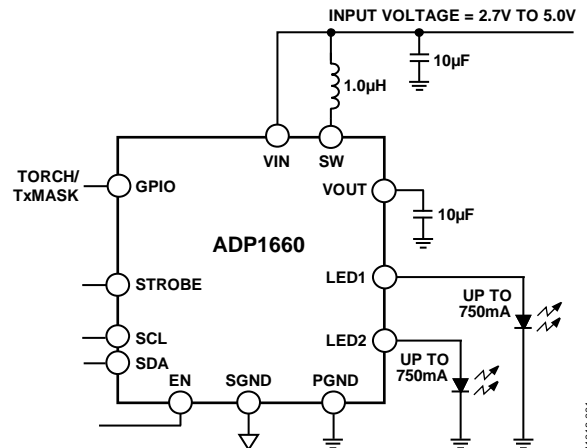 INPUT VOLTAGE = 2.7V TO 5.0V
10µF
1.0µH
VIN
SW
TORCH/
TxMASK
GPIO
VOUT
10µF
ADP1660
STROBE
LED1
UP TO
750mA
SCL
LED2
SDA
UP TO
750mA
EN
SGND
PGND